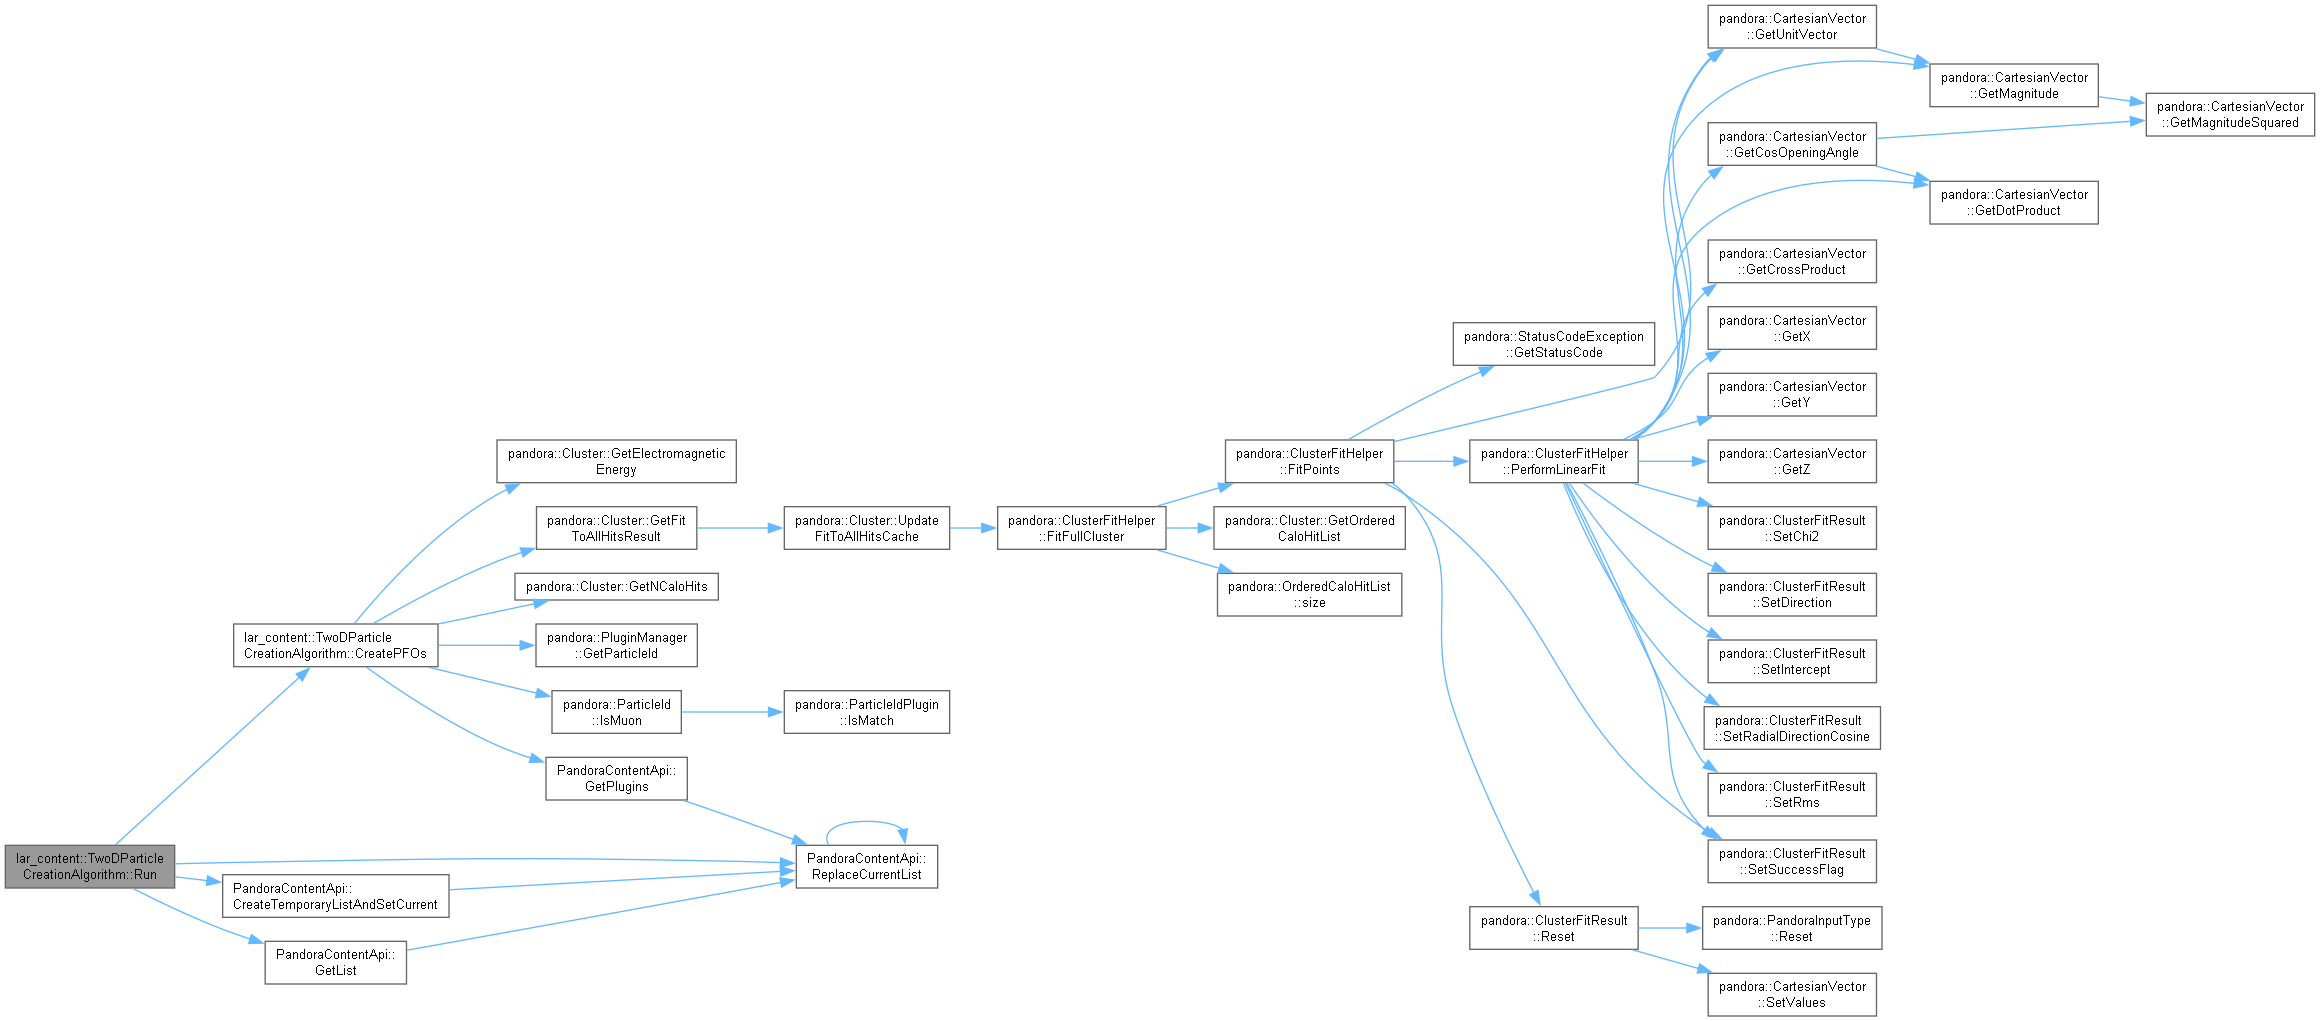 lar_content::TwoDParticle
CreationAlgorithm::Run
lar_content::TwoDParticle
CreationAlgorithm::CreatePFOs
PandoraContentApi::
CreateTemporaryListAndSetCurrent
PandoraContentApi::
GetList
pandora::Cluster::GetElectromagnetic
Energy
pandora::Cluster::GetFit
ToAllHitsResult
pandora::Cluster::GetNCaloHits
pandora::PluginManager
::GetParticleId
pandora::ParticleId
::IsMuon
PandoraContentApi::
GetPlugins
pandora::Cluster::Update
FitToAllHitsCache
pandora::ParticleIdPlugin
::IsMatch
PandoraContentApi::
ReplaceCurrentList
pandora::ClusterFitHelper
::FitFullCluster
pandora::ClusterFitHelper
::FitPoints
pandora::Cluster::GetOrdered
CaloHitList
pandora::OrderedCaloHitList
::size
pandora::StatusCodeException
::GetStatusCode
pandora::ClusterFitHelper
::PerformLinearFit
pandora::ClusterFitResult
::Reset
pandora::CartesianVector
::GetUnitVector
pandora::CartesianVector
::GetCosOpeningAngle
pandora::CartesianVector
::GetCrossProduct
pandora::CartesianVector
::GetX
pandora::CartesianVector
::GetY
pandora::CartesianVector
::GetZ
pandora::ClusterFitResult
::SetChi2
pandora::ClusterFitResult
::SetDirection
pandora::ClusterFitResult
::SetIntercept
pandora::ClusterFitResult
::SetRadialDirectionCosine
pandora::ClusterFitResult
::SetRms
pandora::ClusterFitResult
::SetSuccessFlag
pandora::PandoraInputType
::Reset
pandora::CartesianVector
::SetValues
pandora::CartesianVector
::GetMagnitude
pandora::CartesianVector
::GetDotProduct
pandora::CartesianVector
::GetMagnitudeSquared